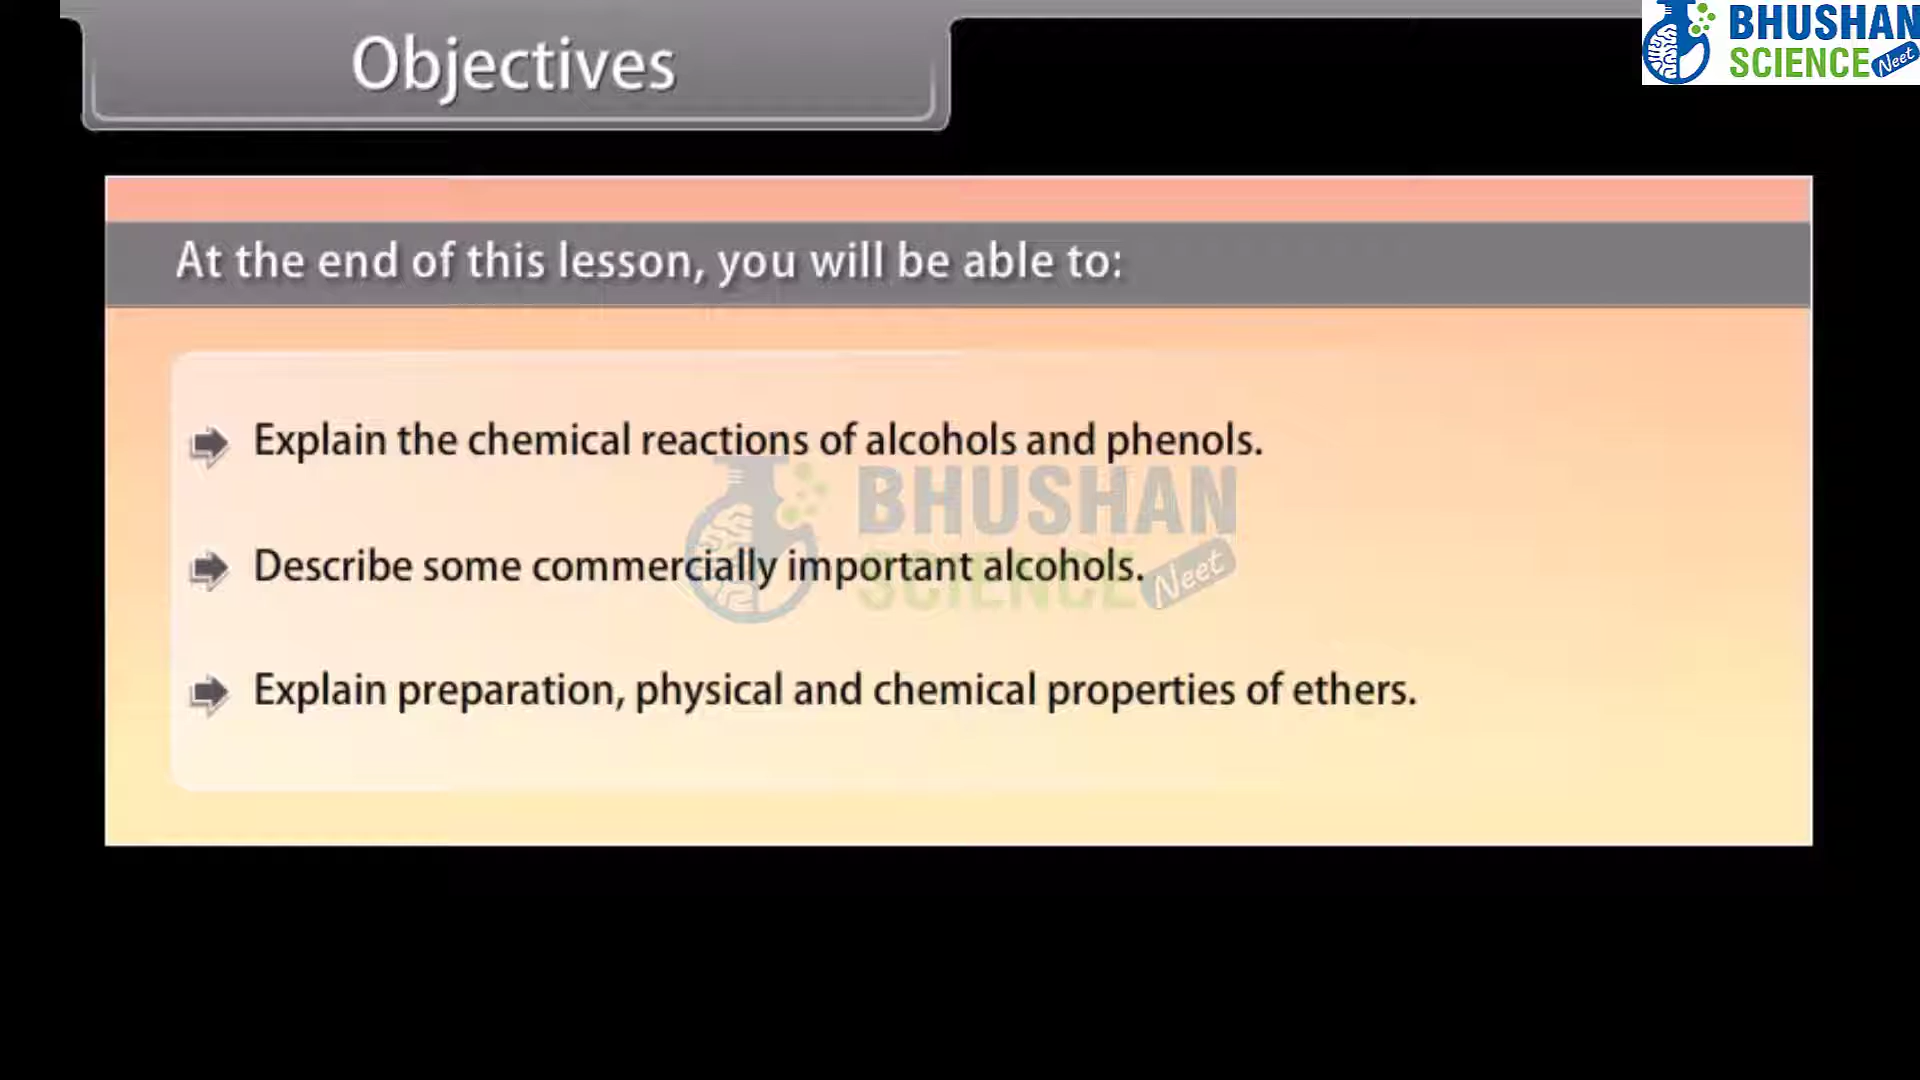 Objectives
BHUSHAN
SCIENCE Neet
At the end of this lesson, you will be able to:
Explain the chemical reactions of alcohols and phenols.
BHUSHAN
Describe some commercially important alcohols.
SCIENCE Neet
Explain preparation, physical and chemical properties of ethers.